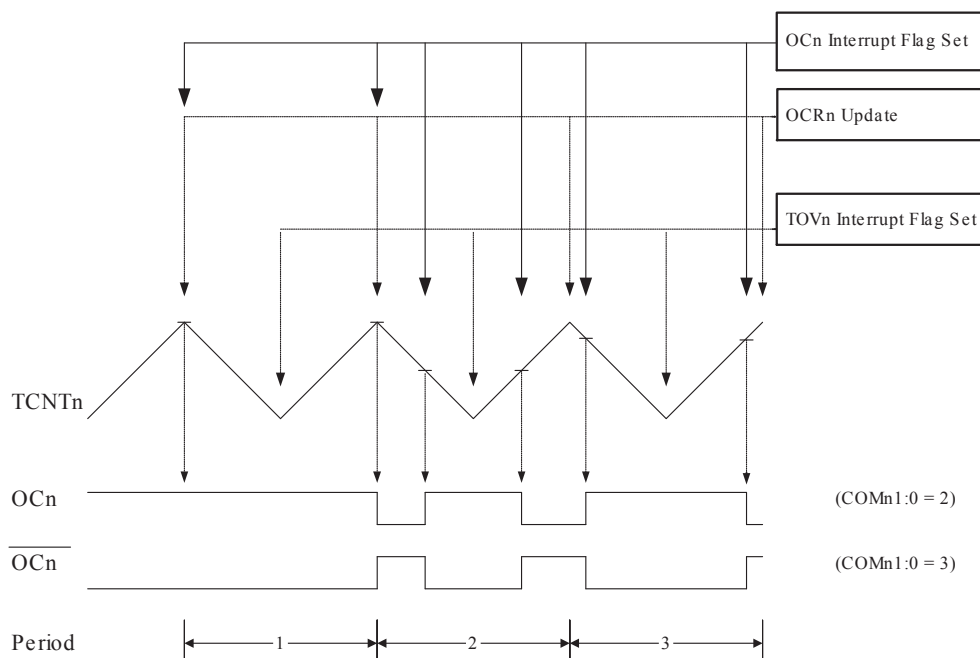 OCn Interrupt Flag Set
OCRn Update
TOVn Interrupt Flag Set
TCNTn
OCn
(COMn1:0 = 2)
OCn
(COMn1:0 = 3)
Period
1
2
3